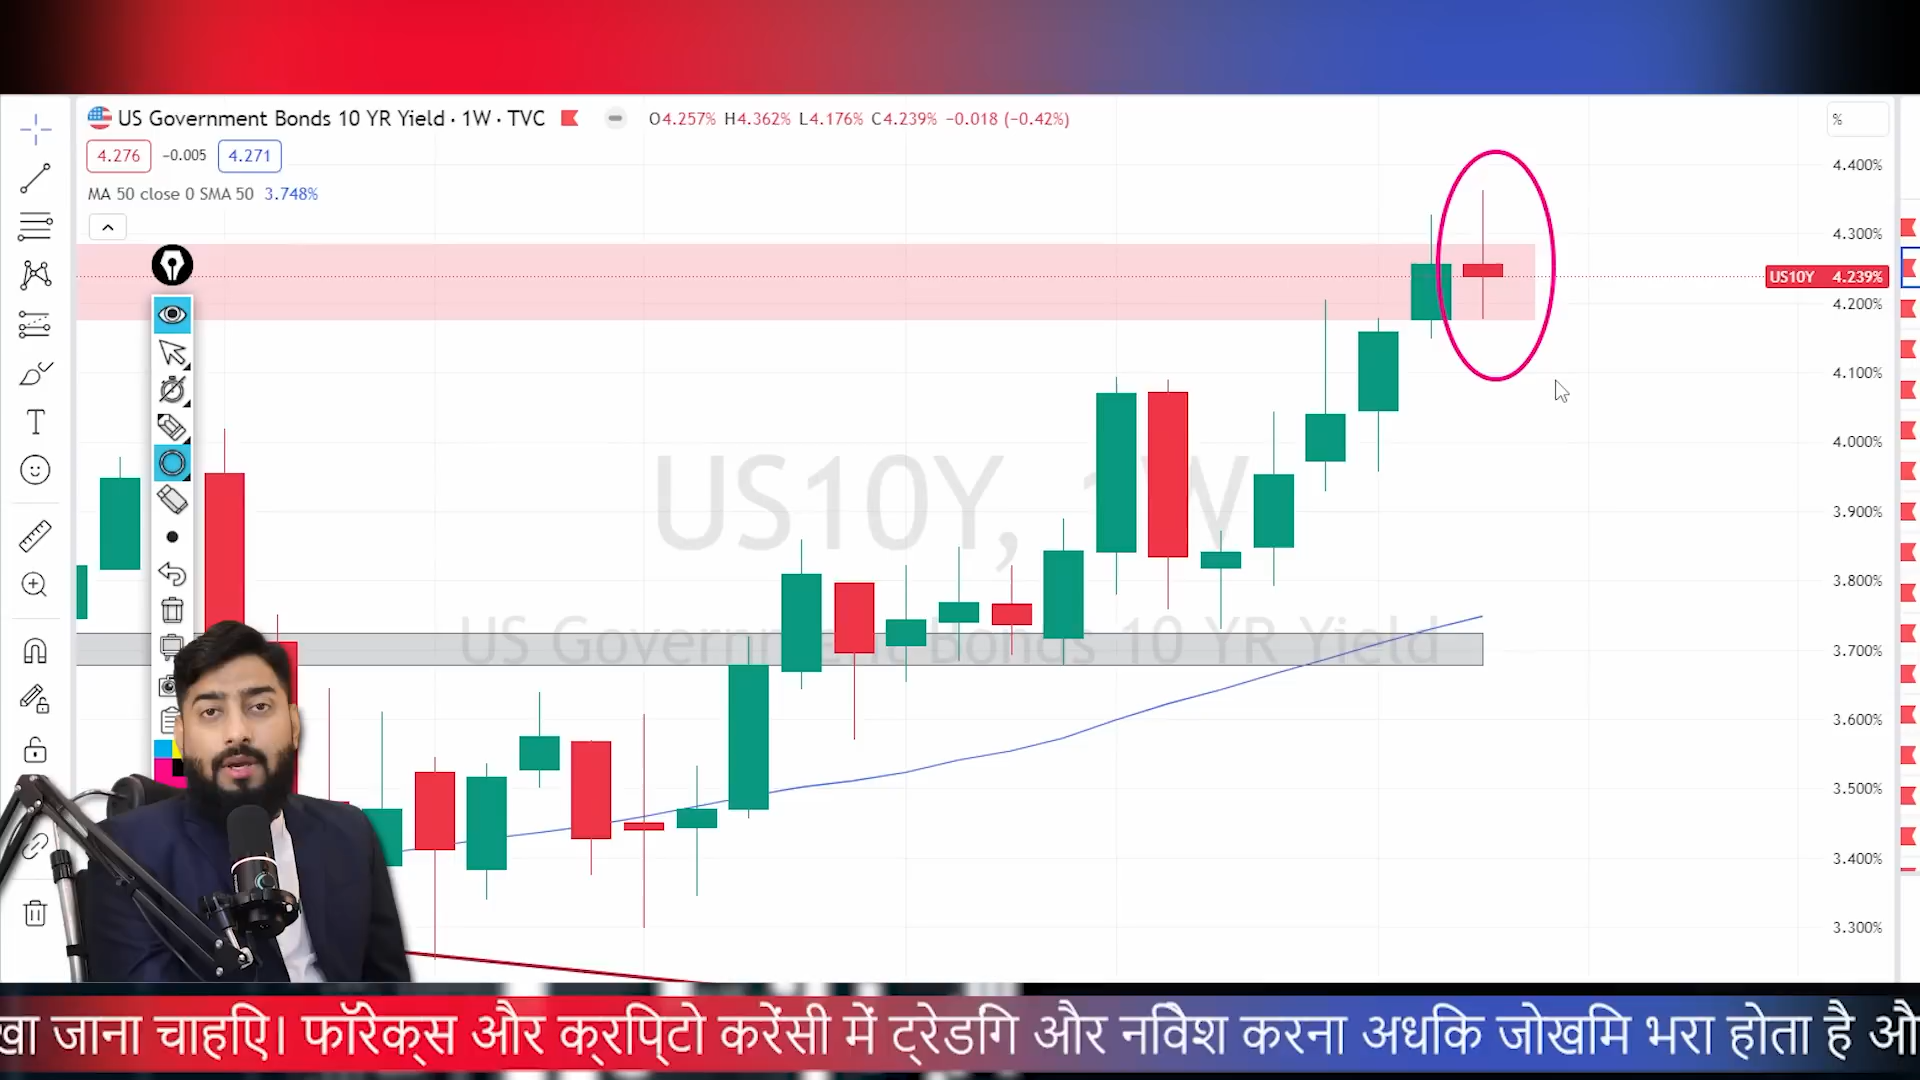 US Government Bonds 10 YR Yield · 1W · TVC O4.257% H4.362% L4.176% C4.239% −0.018 (−0.42%)
%
4.276 −0.005 4.271
MA 50 close 0 SMA 50 3.748%
4.400%
4.300%
US10Y 4.239%
4.200%
4.100%
4.000%
3.900%
3.800%
3.700%
3.600%
3.500%
3.400%
3.300%
US10Y, 1W
US Government Bonds 10 YR Yield
जाना चाहिए। फॉरेक्स और क्रिप्टो करेंसी में ट्रेडिंग और निवेश करना अधिक जोखिम भरा होता है